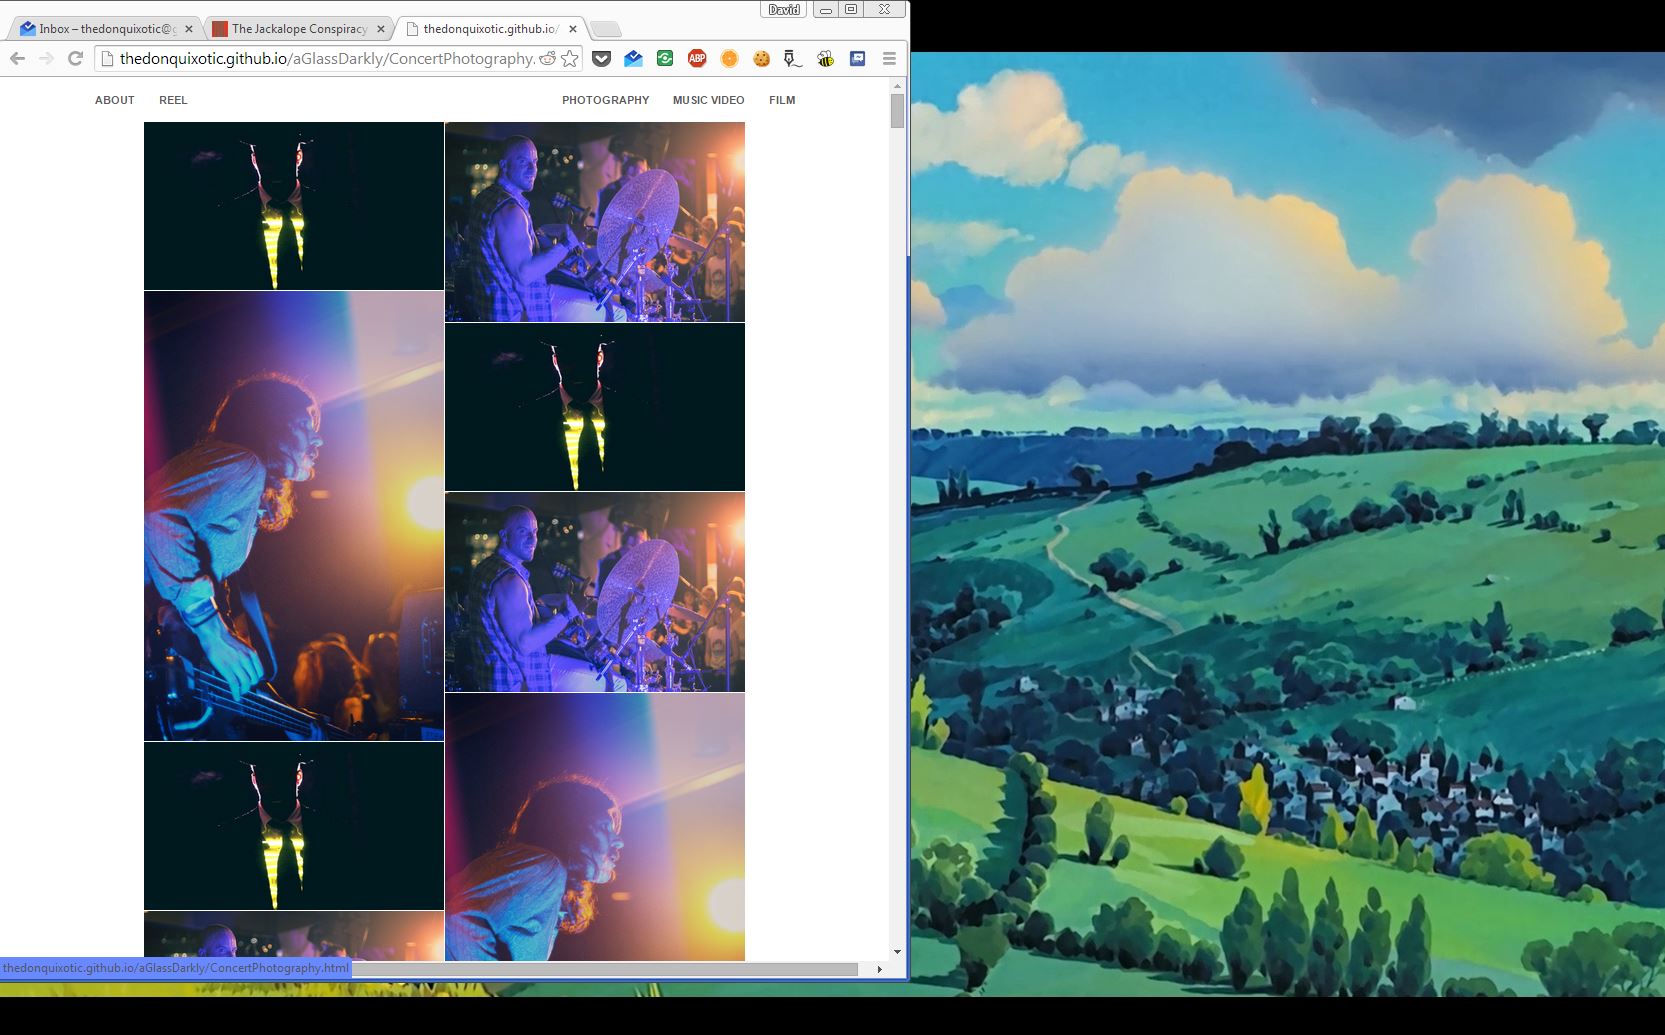 David
Inbox – thedonquixotic@g
The Jackalope Conspiracy
thedonquixotic.github.io/
thedonquixotic.github.io/aGlassDarkly/ConcertPhotography.
ABP
ABOUT REEL PHOTOGRAPHY MUSIC VIDEO FILM
thedonquixotic.github.io/aGlassDarkly/ConcertPhotography.html